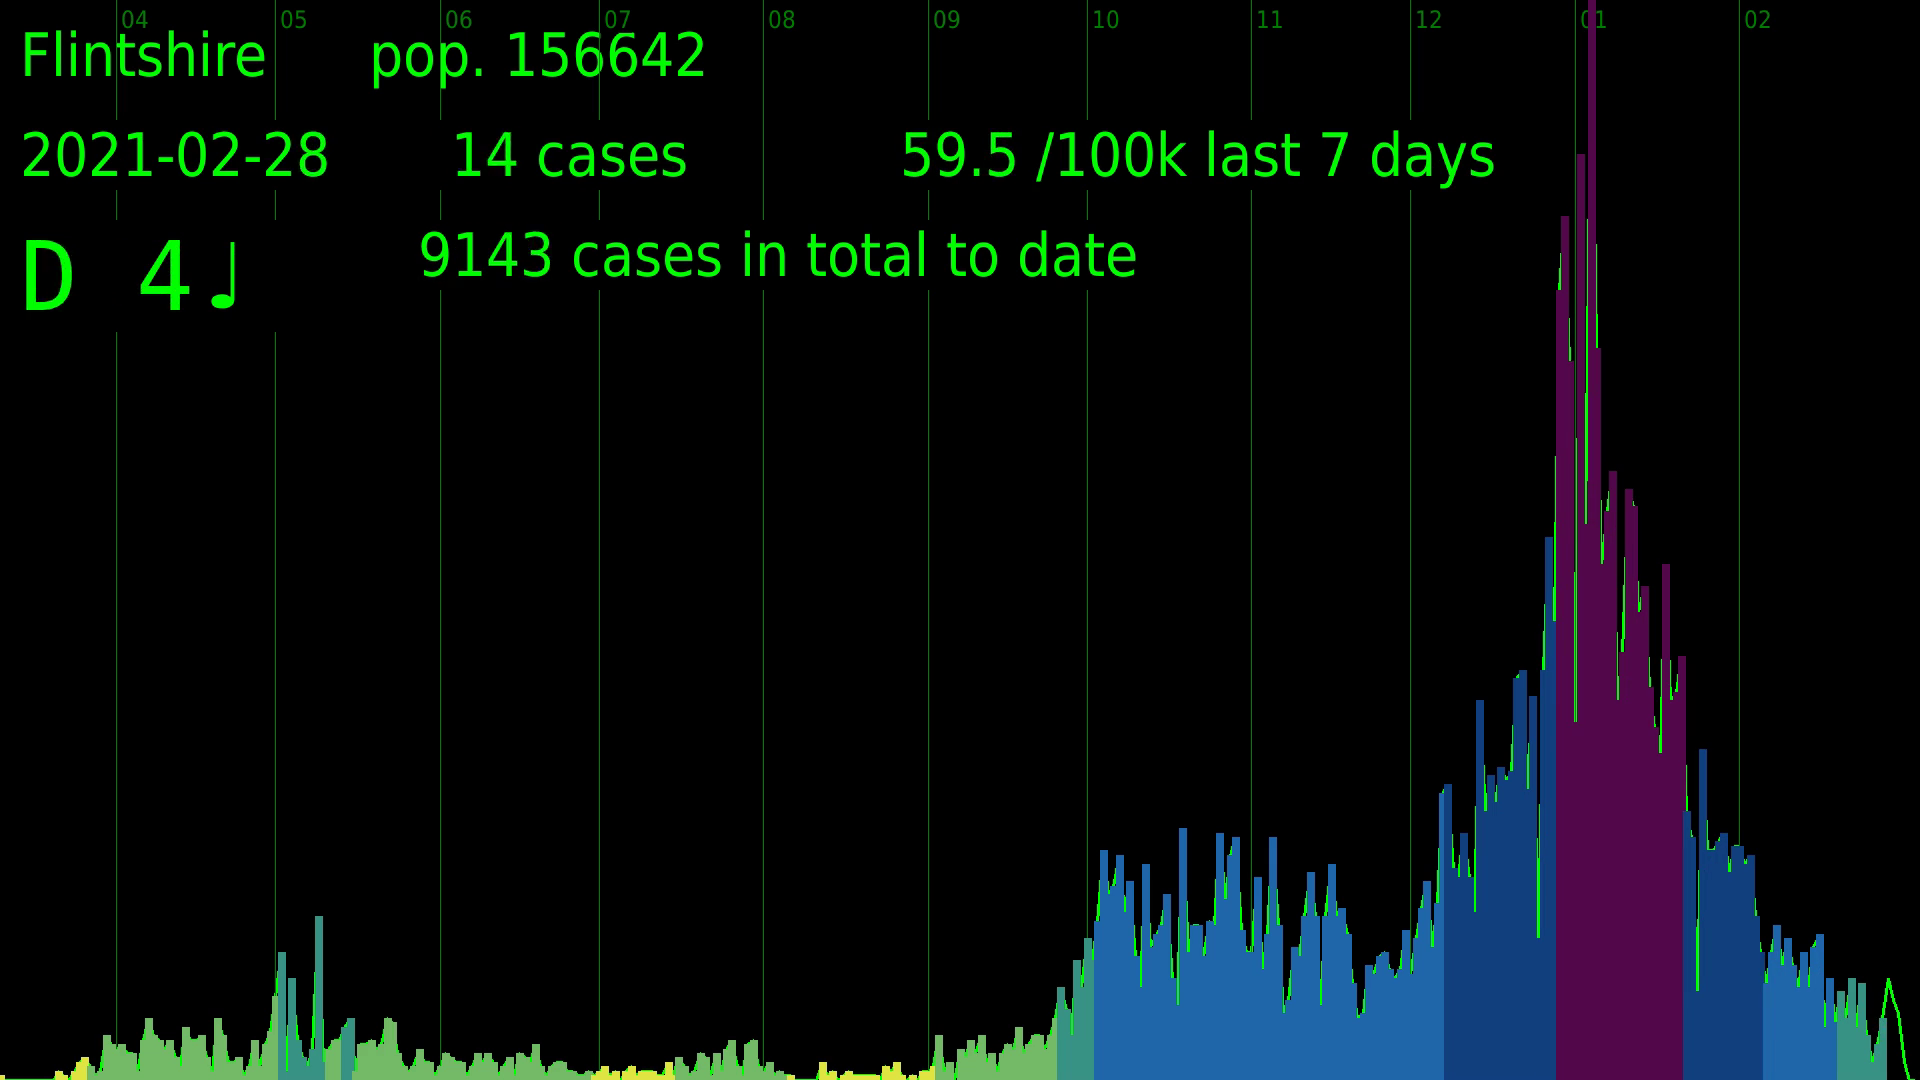 04 05 06 07 08 09 10 11 12 01 02
Flintshire pop. 156642
2021-02-28 14 cases 59.5 /100k last 7 days
D 4♩ 9143 cases in total to date